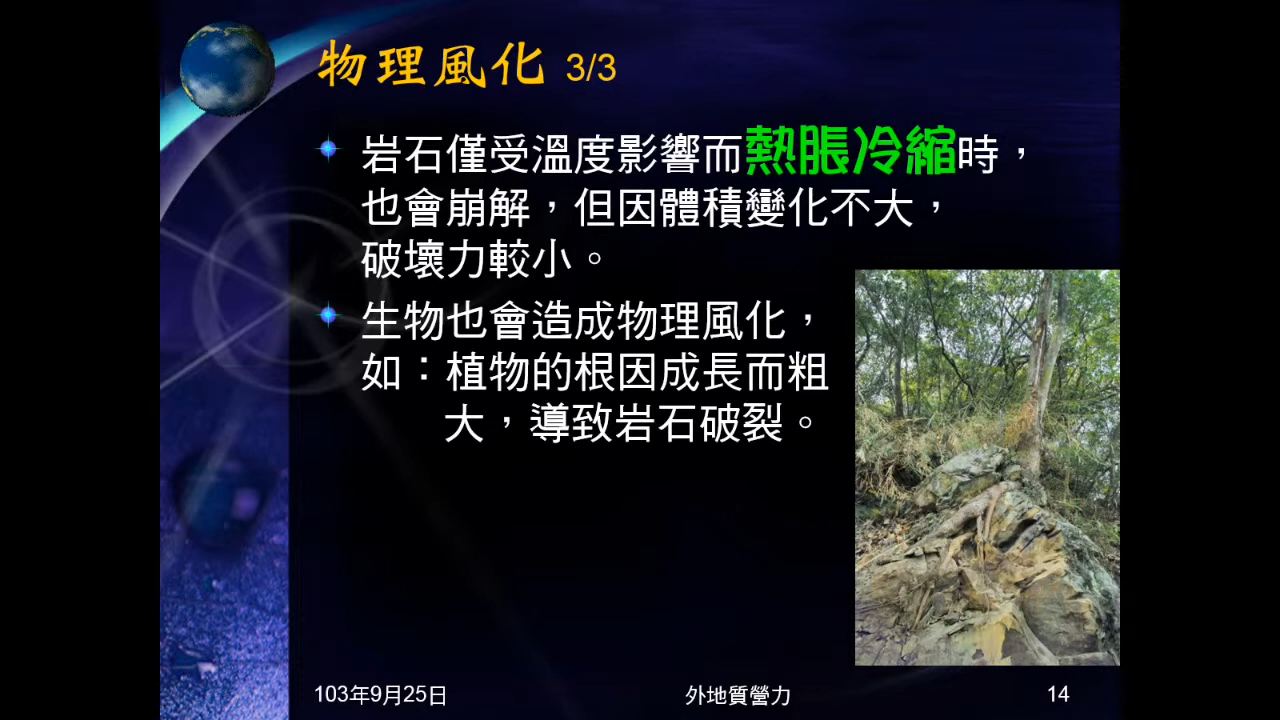 物理風化 3/3
岩石僅受溫度影響而熱脹冷縮時，
也會崩解，但因體積變化不大，
破壞力較小。
生物也會造成物理風化，
如：植物的根因成長而粗
大，導致岩石破裂。
103年9月25日 外地質營力 14